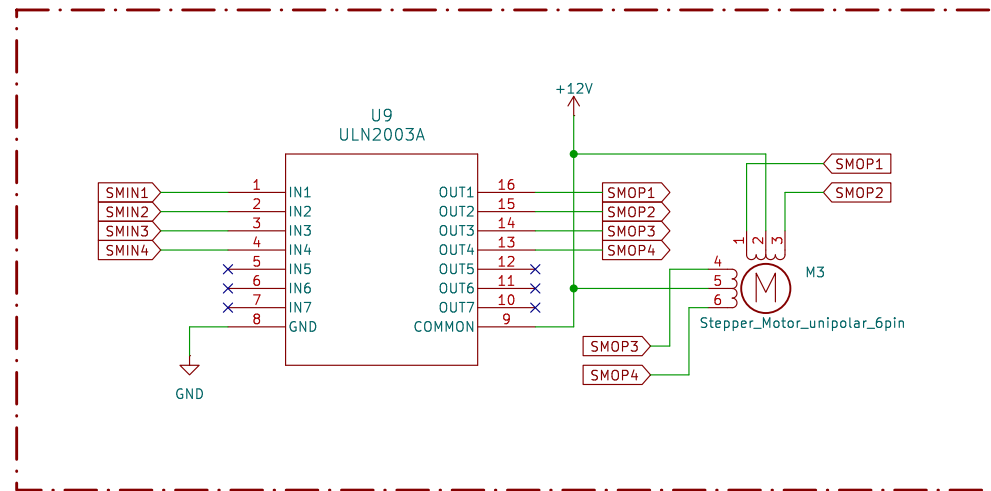 +12V
U9
ULN2003A
SMIN1 1 IN1 OUT1 16 SMOP1
SMIN2 2 IN2 OUT2 15 SMOP2
SMIN3 3 IN3 OUT3 14 SMOP3
SMIN4 4 IN4 OUT4 13 SMOP4
5 IN5 OUT5 12
6 IN6 OUT6 11
7 IN7 OUT7 10
8 GND COMMON 9
GND
SMOP1
SMOP2
1 2 3
4
5
6
M
M3
Stepper_Motor_unipolar_6pin
SMOP3
SMOP4